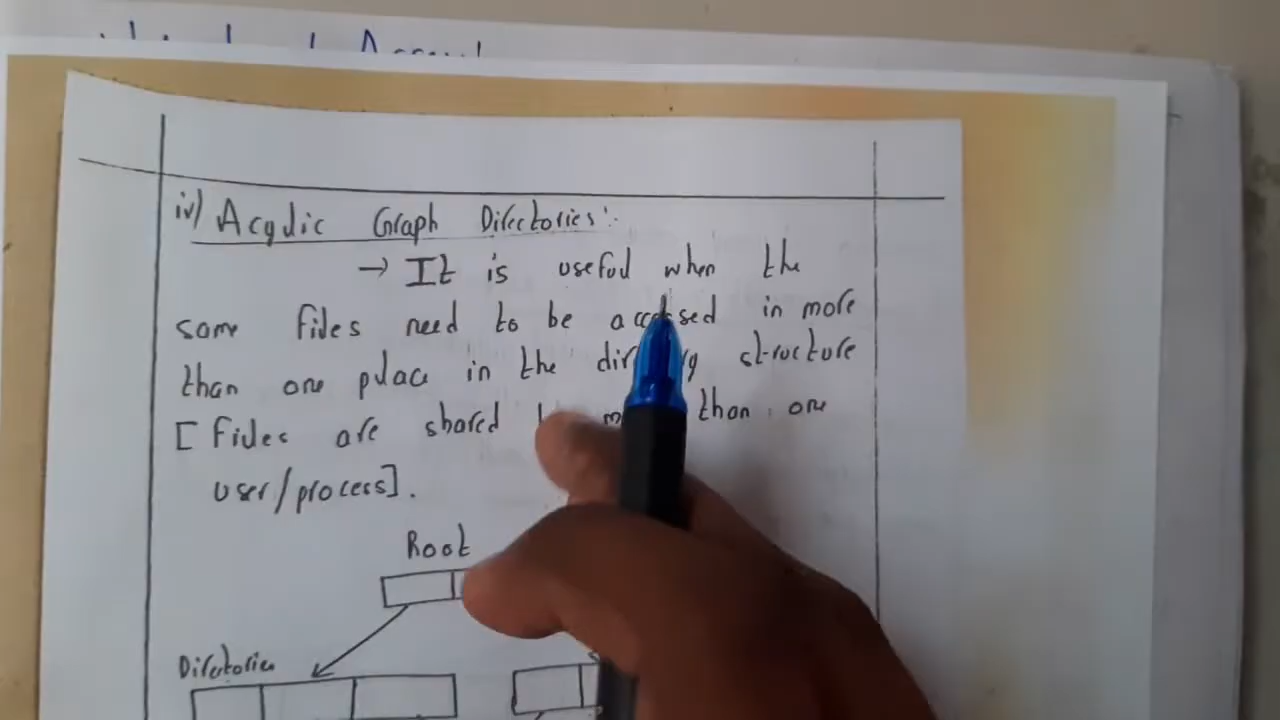 iv) Acyclic Graph Directories:-
→ It is useful when the
same files need to be accessed in more
than one place in the directory structure
[Files are shared than one
user/process].
Root
Directories